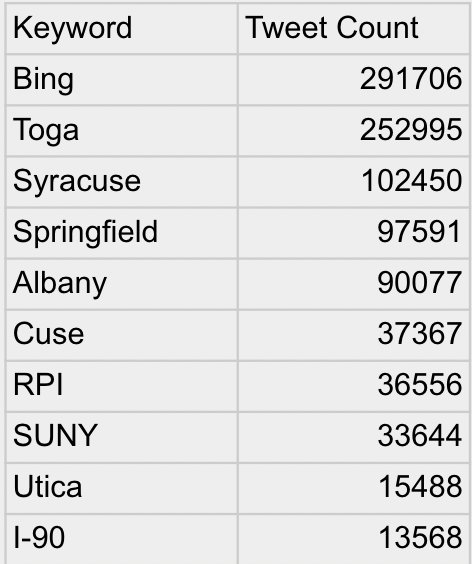 Keyword Tweet Count
Bing 291706
Toga 252995
Syracuse 102450
Springfield 97591
Albany 90077
Cuse 37367
RPI 36556
SUNY 33644
Utica 15488
I-90 13568